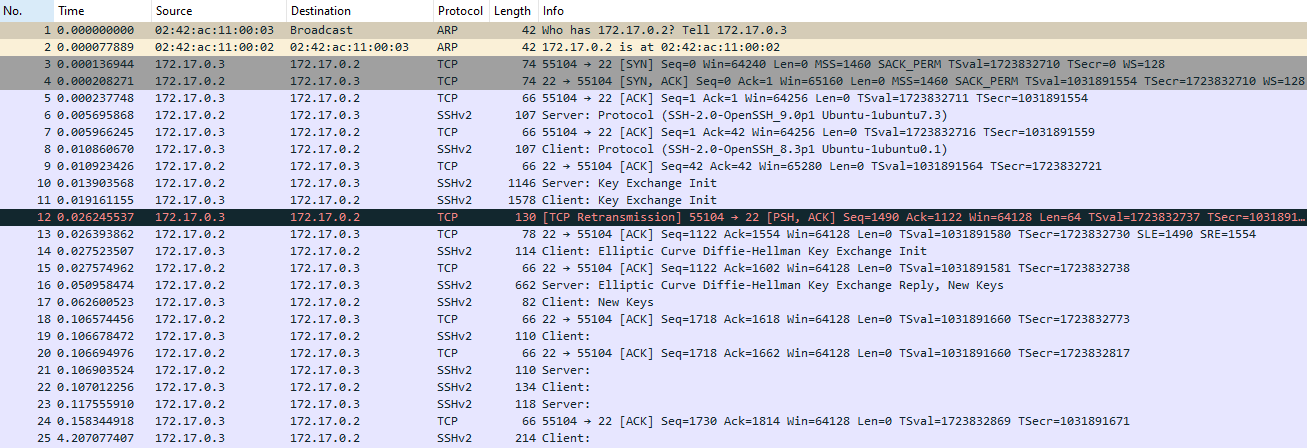 No. Time Source Destination Protocol Length Info
1 0.000000000 02:42:ac:11:00:03 Broadcast ARP 42 Who has 172.17.0.2? Tell 172.17.0.3
2 0.000077889 02:42:ac:11:00:02 02:42:ac:11:00:03 ARP 42 172.17.0.2 is at 02:42:ac:11:00:02
3 0.000136944 172.17.0.3 172.17.0.2 TCP 74 55104 → 22 [SYN] Seq=0 Win=64240 Len=0 MSS=1460 SACK_PERM TSval=1723832710 TSecr=0 WS=128
4 0.000208271 172.17.0.2 172.17.0.3 TCP 74 22 → 55104 [SYN, ACK] Seq=0 Ack=1 Win=65160 Len=0 MSS=1460 SACK_PERM TSval=1031891554 TSecr=1723832710 WS=128
5 0.000237748 172.17.0.3 172.17.0.2 TCP 66 55104 → 22 [ACK] Seq=1 Ack=1 Win=64256 Len=0 TSval=1723832711 TSecr=1031891554
6 0.005695868 172.17.0.2 172.17.0.3 SSHv2 107 Server: Protocol (SSH-2.0-OpenSSH_9.0p1 Ubuntu-1ubuntu7.3)
7 0.005966245 172.17.0.3 172.17.0.2 TCP 66 55104 → 22 [ACK] Seq=1 Ack=42 Win=64256 Len=0 TSval=1723832716 TSecr=1031891559
8 0.010860670 172.17.0.3 172.17.0.2 SSHv2 107 Client: Protocol (SSH-2.0-OpenSSH_8.3p1 Ubuntu-1ubuntu0.1)
9 0.010923426 172.17.0.2 172.17.0.3 TCP 66 22 → 55104 [ACK] Seq=42 Ack=42 Win=65280 Len=0 TSval=1031891564 TSecr=1723832721
10 0.013903568 172.17.0.2 172.17.0.3 SSHv2 1146 Server: Key Exchange Init
11 0.019161155 172.17.0.3 172.17.0.2 SSHv2 1578 Client: Key Exchange Init
12 0.026245537 172.17.0.3 172.17.0.2 TCP 130 [TCP Retransmission] 55104 → 22 [PSH, ACK] Seq=1490 Ack=1122 Win=64128 Len=64 TSval=1723832737 TSecr=1031891…
13 0.026393862 172.17.0.2 172.17.0.3 TCP 78 22 → 55104 [ACK] Seq=1122 Ack=1554 Win=64128 Len=0 TSval=1031891580 TSecr=1723832730 SLE=1490 SRE=1554
14 0.027523507 172.17.0.3 172.17.0.2 SSHv2 114 Client: Elliptic Curve Diffie-Hellman Key Exchange Init
15 0.027574962 172.17.0.2 172.17.0.3 TCP 66 22 → 55104 [ACK] Seq=1122 Ack=1602 Win=64128 Len=0 TSval=1031891581 TSecr=1723832738
16 0.050958474 172.17.0.2 172.17.0.3 SSHv2 662 Server: Elliptic Curve Diffie-Hellman Key Exchange Reply, New Keys
17 0.062600523 172.17.0.3 172.17.0.2 SSHv2 82 Client: New Keys
18 0.106574456 172.17.0.2 172.17.0.3 TCP 66 22 → 55104 [ACK] Seq=1718 Ack=1618 Win=64128 Len=0 TSval=1031891660 TSecr=1723832773
19 0.106678472 172.17.0.3 172.17.0.2 SSHv2 110 Client:
20 0.106694976 172.17.0.2 172.17.0.3 TCP 66 22 → 55104 [ACK] Seq=1718 Ack=1662 Win=64128 Len=0 TSval=1031891660 TSecr=1723832817
21 0.106903524 172.17.0.2 172.17.0.3 SSHv2 110 Server:
22 0.107012256 172.17.0.3 172.17.0.2 SSHv2 134 Client:
23 0.117555910 172.17.0.2 172.17.0.3 SSHv2 118 Server:
24 0.158344918 172.17.0.3 172.17.0.2 TCP 66 55104 → 22 [ACK] Seq=1730 Ack=1814 Win=64128 Len=0 TSval=1723832869 TSecr=1031891671
25 4.207077407 172.17.0.3 172.17.0.2 SSHv2 214 Client: